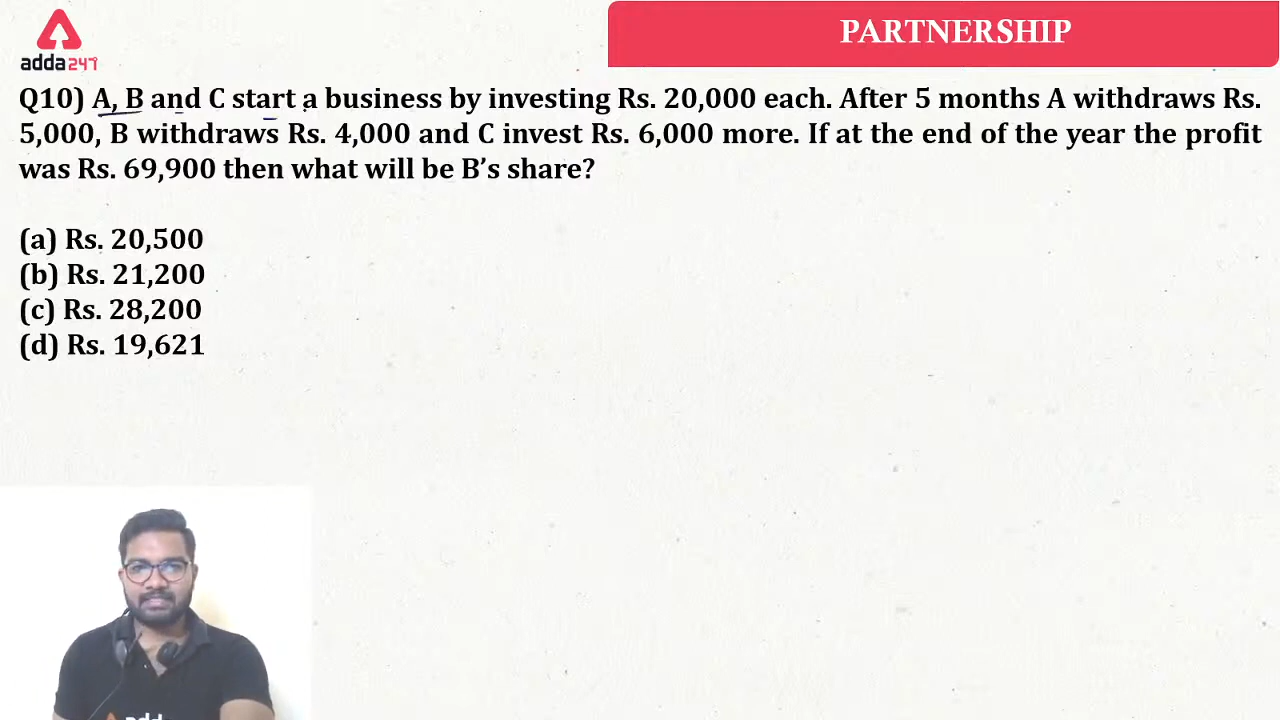 PARTNERSHIP
adda247
Q10) A, B and C start a business by investing Rs. 20,000 each. After 5 months A withdraws Rs.
5,000, B withdraws Rs. 4,000 and C invest Rs. 6,000 more. If at the end of the year the profit
was Rs. 69,900 then what will be B’s share?
(a) Rs. 20,500
(b) Rs. 21,200
(c) Rs. 28,200
(d) Rs. 19,621